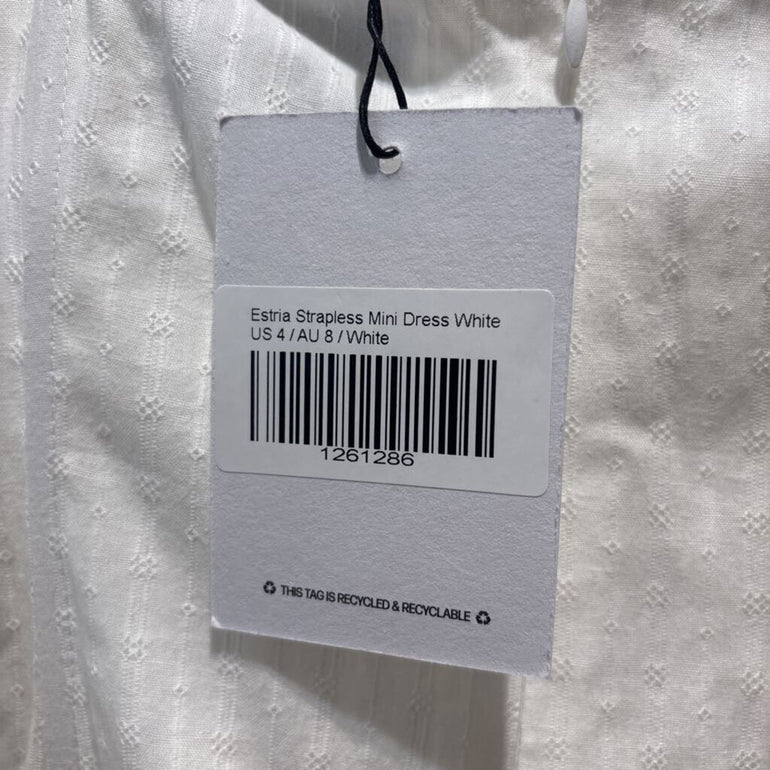 Estria Strapless Mini Dress White
US 4 / AU 8 / White
1261286
THIS TAG IS RECYCLED & RECYCLABLE